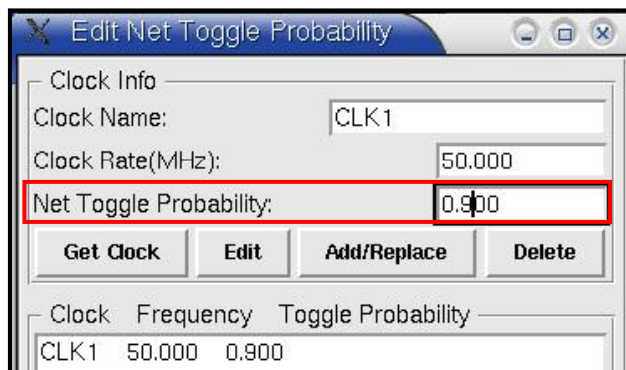 Edit Net Toggle Probability
Clock Info
Clock Name: CLK1
Clock Rate(MHz): 50.000
Net Toggle Probability: 0.900
Get Clock Edit Add/Replace Delete
Clock Frequency Toggle Probability
CLK1 50.000 0.900